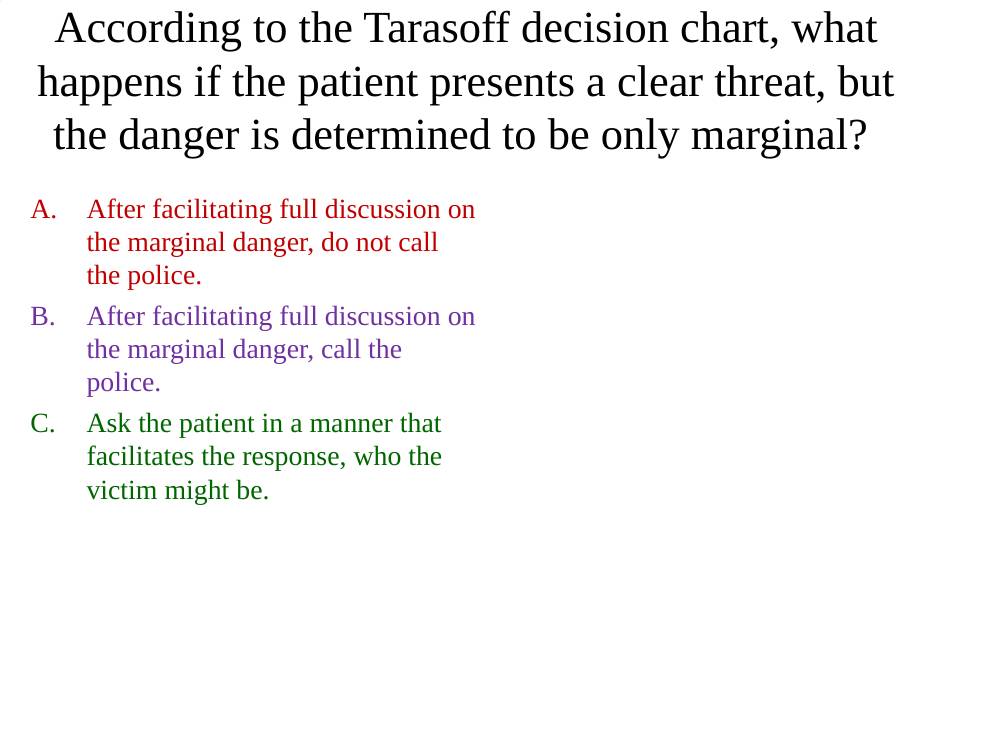 According to the Tarasoff decision chart, what
happens if the patient presents a clear threat, but
the danger is determined to be only marginal?
A. After facilitating full discussion on
the marginal danger, do not call
the police.
B. After facilitating full discussion on
the marginal danger, call the
police.
C. Ask the patient in a manner that
facilitates the response, who the
victim might be.